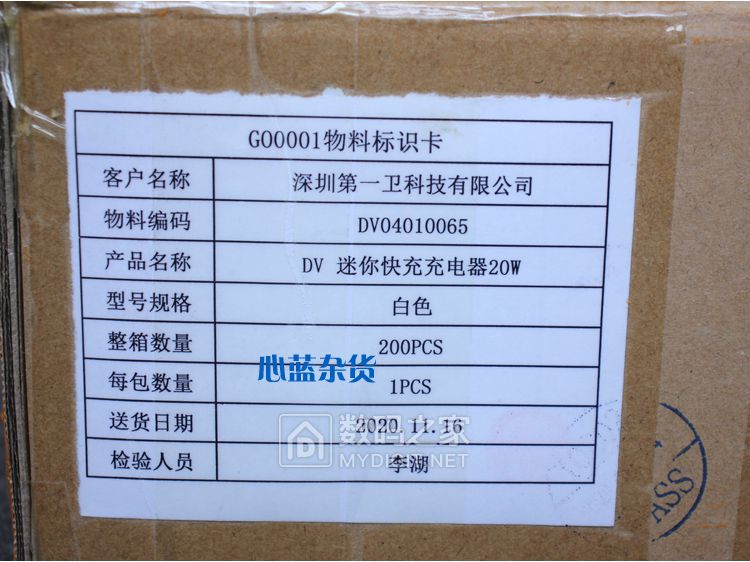 GO0001物料标识卡
客户名称 深圳第一卫科技有限公司
物料编码 DV04010065
产品名称 DV 迷你快充充电器20W
型号规格 白色
整箱数量 200PCS
心蓝杂货
每包数量 1PCS
送货日期 2020.11.16
数码之家
MYDIGIT.NET
检验人员 李湖
ASS